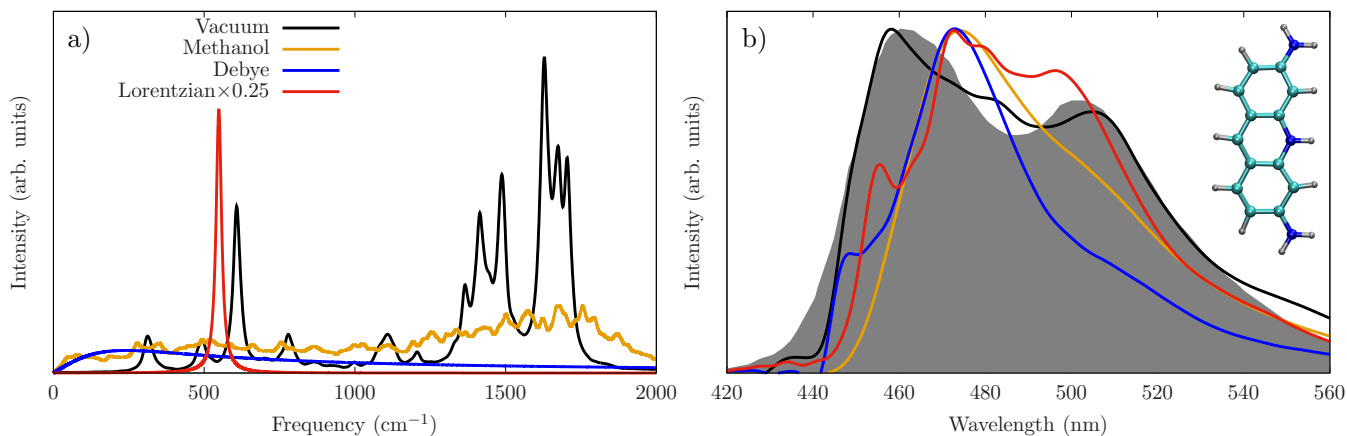 a)
Vacuum
Methanol
Debye
Lorentzian×0.25
Intensity (arb. units)
0 500 1000 1500 2000
Frequency (cm⁻¹)
b)
Intensity (arb. units)
420 440 460 480 500 520 540 560
Wavelength (nm)